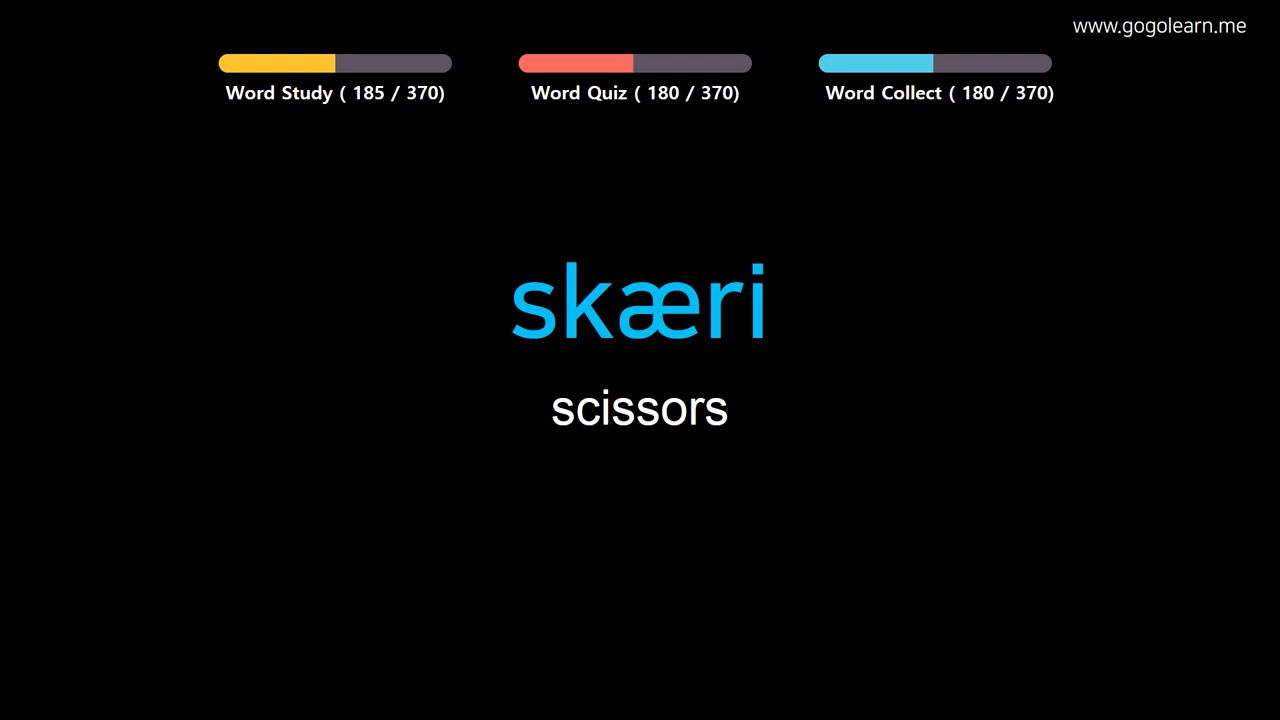 www.gogolearn.me
Word Study ( 185 / 370)
Word Quiz ( 180 / 370)
Word Collect ( 180 / 370)
skæri
scissors